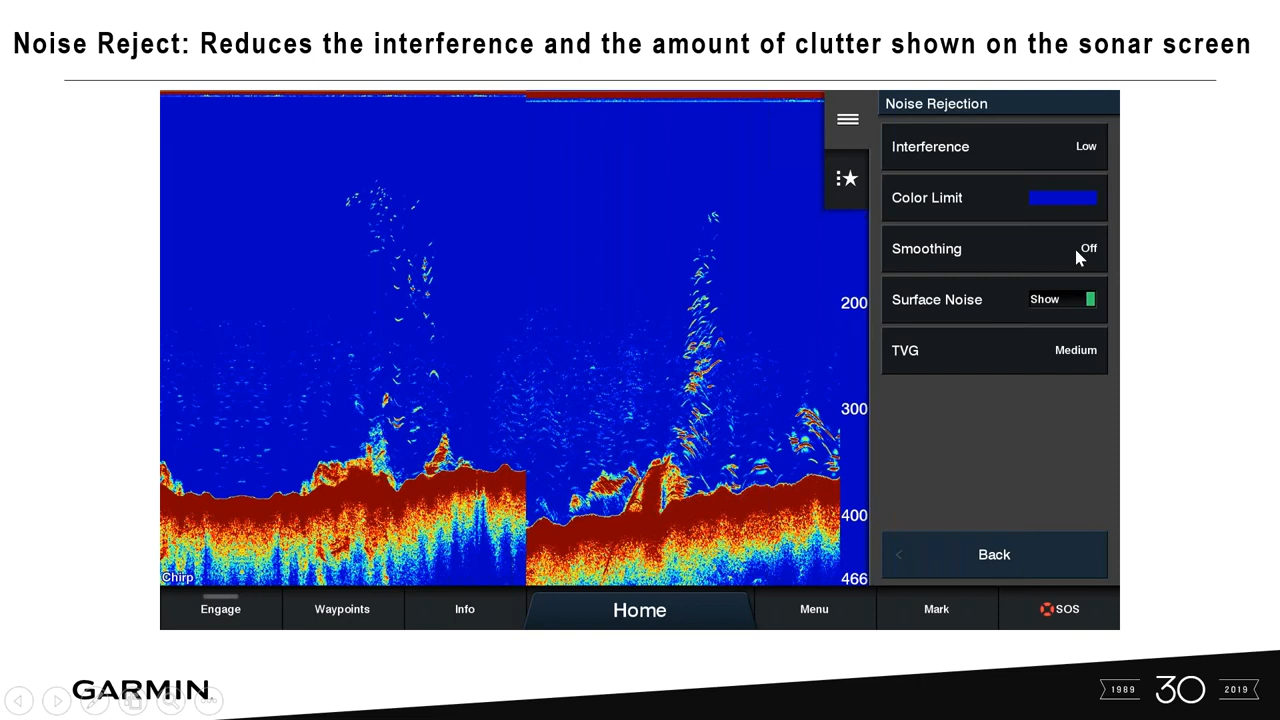 Noise Reject: Reduces the interference and the amount of clutter shown on the sonar screen
Noise Rejection
Interference Low
Color Limit
Smoothing Off
Surface Noise Show
TVG Medium
200
300
400
466
Back
Chirp
Engage Waypoints Info Home Menu Mark SOS
GARMIN
1989 30 2019